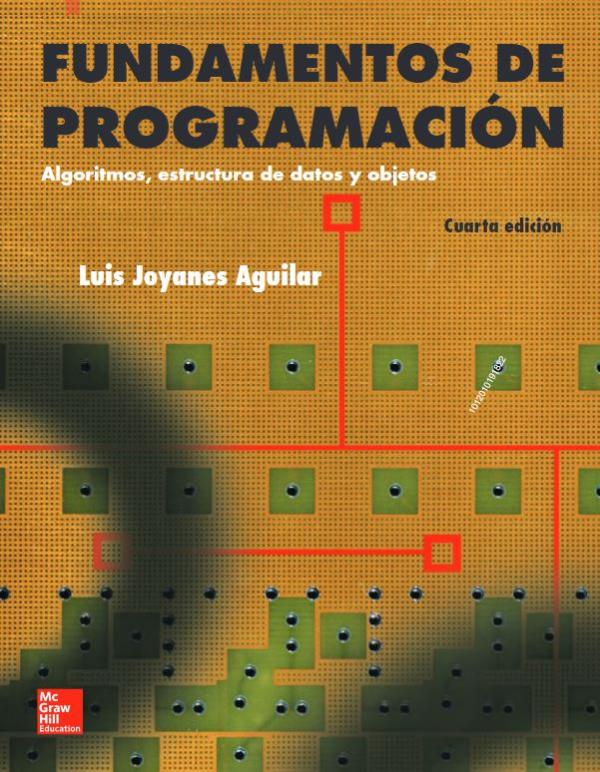 FUNDAMENTOS DE
PROGRAMACIÓN
Algoritmos, estructura de datos y objetos
Cuarta edición
Luis Joyanes Aguilar
Mc
Graw
Hill
Education